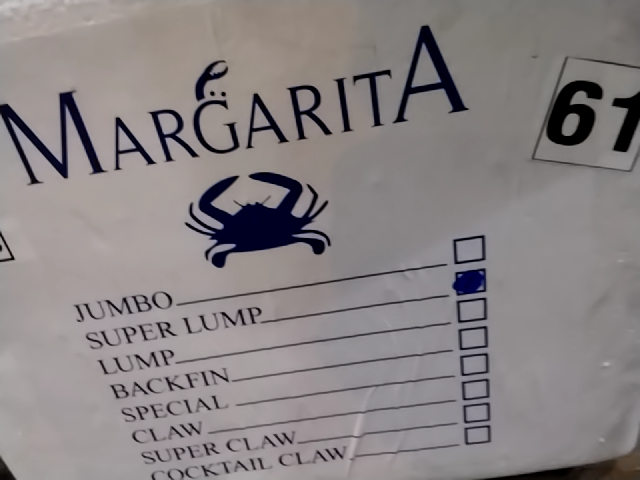 MARGARITA
61
JUMBO
SUPER LUMP
LUMP
BACKFIN
SPECIAL
CLAW
SUPER CLAW
COCKTAIL CLAW